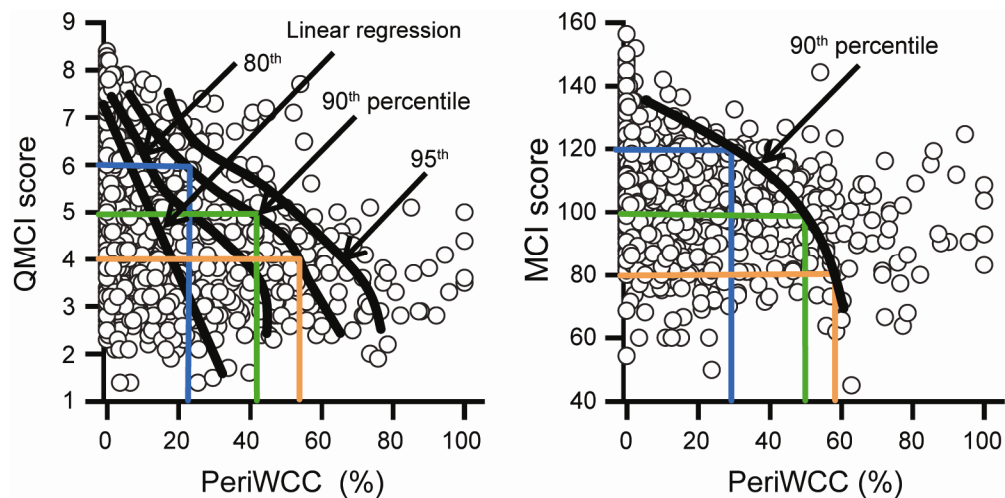 Linear regression
80th
90th percentile
95th
QMCI score
9
8
7
6
5
4
3
2
1
0 20 40 60 80 100
PeriWCC (%)
90th percentile
MCI score
160
140
120
100
80
60
40
0 20 40 60 80 100
PeriWCC (%)